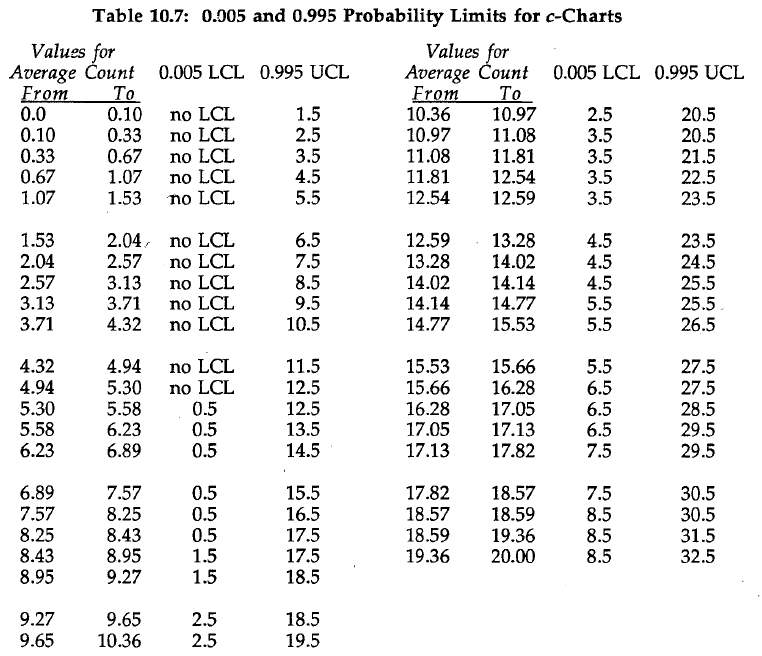 Table 10.7: 0.005 and 0.995 Probability Limits for c-Charts
Values for
Average Count 0.005 LCL 0.995 UCL
From To
0.0 0.10 no LCL 1.5
0.10 0.33 no LCL 2.5
0.33 0.67 no LCL 3.5
0.67 1.07 no LCL 4.5
1.07 1.53 no LCL 5.5
1.53 2.04 no LCL 6.5
2.04 2.57 no LCL 7.5
2.57 3.13 no LCL 8.5
3.13 3.71 no LCL 9.5
3.71 4.32 no LCL 10.5
4.32 4.94 no LCL 11.5
4.94 5.30 no LCL 12.5
5.30 5.58 0.5 12.5
5.58 6.23 0.5 13.5
6.23 6.89 0.5 14.5
6.89 7.57 0.5 15.5
7.57 8.25 0.5 16.5
8.25 8.43 0.5 17.5
8.43 8.95 1.5 17.5
8.95 9.27 1.5 18.5
9.27 9.65 2.5 18.5
9.65 10.36 2.5 19.5
Values for
Average Count 0.005 LCL 0.995 UCL
From To
10.36 10.97 2.5 20.5
10.97 11.08 3.5 20.5
11.08 11.81 3.5 21.5
11.81 12.54 3.5 22.5
12.54 12.59 3.5 23.5
12.59 13.28 4.5 23.5
13.28 14.02 4.5 24.5
14.02 14.14 4.5 25.5
14.14 14.77 5.5 25.5
14.77 15.53 5.5 26.5
15.53 15.66 5.5 27.5
15.66 16.28 6.5 27.5
16.28 17.05 6.5 28.5
17.05 17.13 6.5 29.5
17.13 17.82 7.5 29.5
17.82 18.57 7.5 30.5
18.57 18.59 8.5 30.5
18.59 19.36 8.5 31.5
19.36 20.00 8.5 32.5